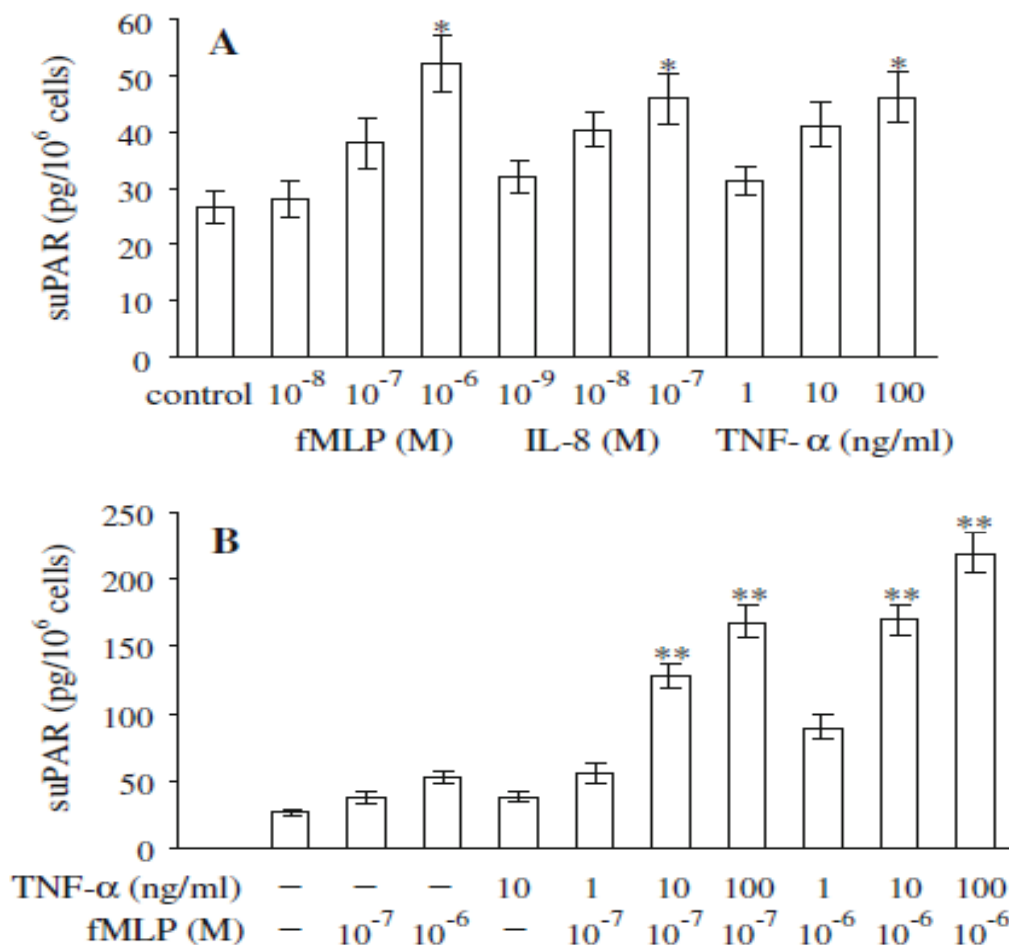 A
suPAR (pg/10⁶ cells)
60
50
40
30
20
10
0
* * *
control 10⁻⁸ 10⁻⁷ 10⁻⁶ 10⁻⁹ 10⁻⁸ 10⁻⁷ 1 10 100
fMLP (M) IL-8 (M) TNF- α (ng/ml)
B
suPAR (pg/10⁶ cells)
250
200
150
100
50
0
** ** ** **
TNF-α (ng/ml) − − − 10 1 10 100 1 10 100
fMLP (M) − 10⁻⁷ 10⁻⁶ − 10⁻⁷ 10⁻⁷ 10⁻⁷ 10⁻⁶ 10⁻⁶ 10⁻⁶